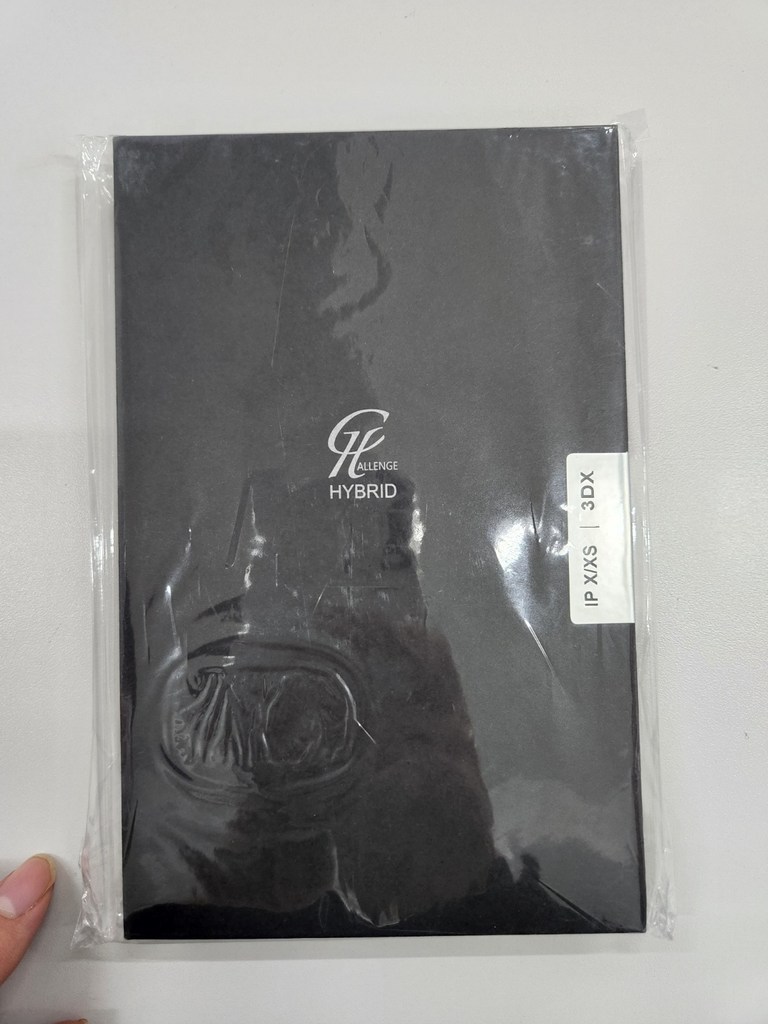 CHALLENGE
HYBRID
IP X/XS | 3DX